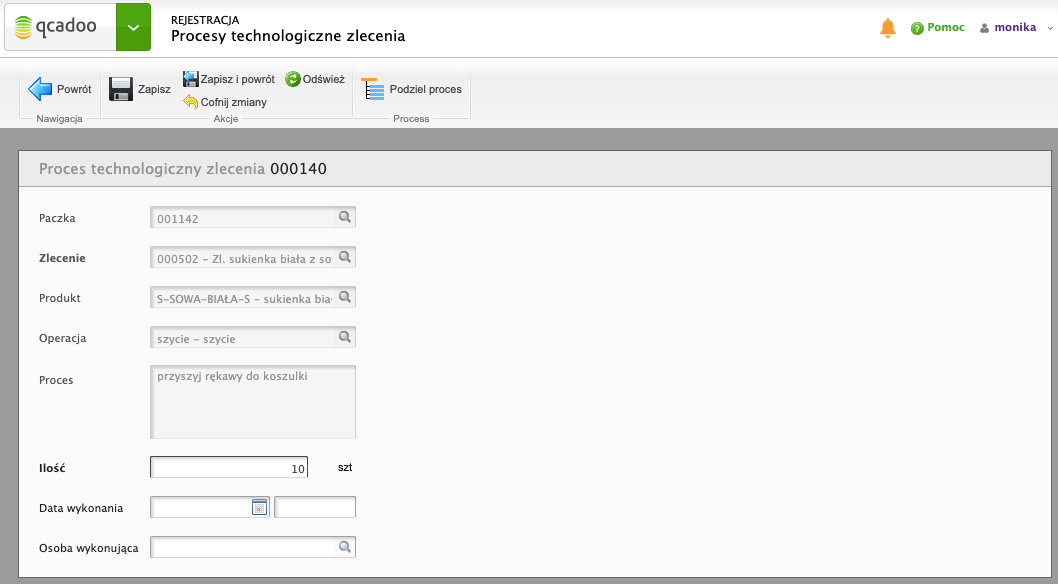 qcadoo
REJESTRACJA
Procesy technologiczne zlecenia
Pomoc
monika
Powrót
Zapisz
Zapisz i powrót
Odśwież
Cofnij zmiany
Podziel proces
Nawigacja
Akcje
Process
Proces technologiczny zlecenia 000140
Paczka 001142
Zlecenie 000502 - Zl. sukienka biała z so
Produkt S-SOWA-BIAŁA-S - sukienka bia
Operacja szycie - szycie
Proces przyszyj rękawy do koszulki
Ilość 10 szt
Data wykonania
Osoba wykonująca